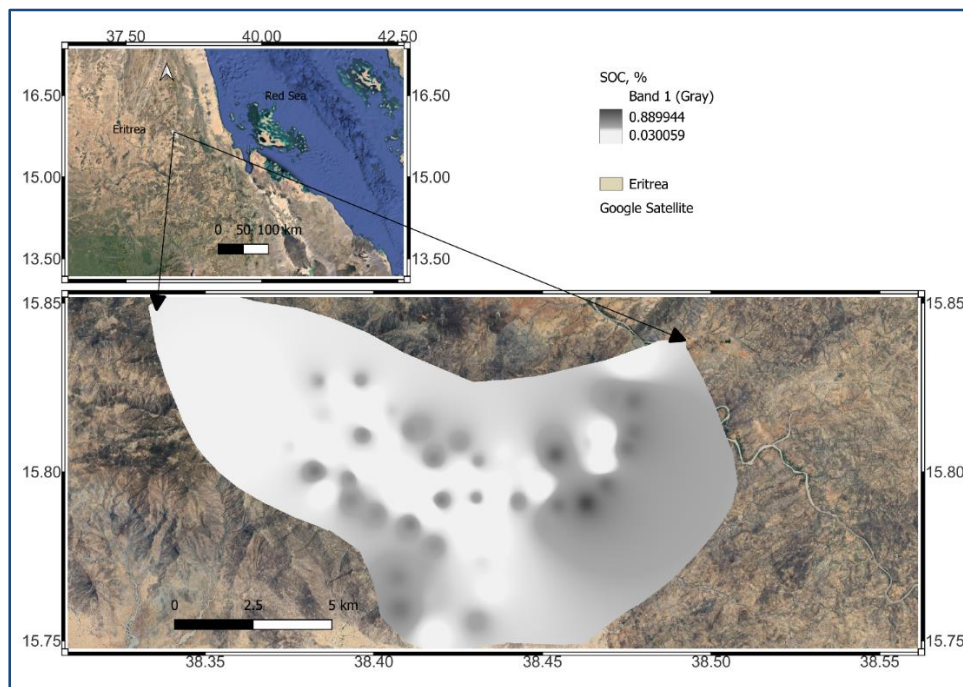 37.50 40.00 42.50
16.50 16.50
Red Sea
Eritrea
15.00 15.00
0 50 100 km
13.50 13.50
SOC, %
Band 1 (Gray)
0.889944
0.030059
Eritrea
Google Satellite
15.85 15.85
15.80 15.80
0 2.5 5 km
15.75 15.75
38.35 38.40 38.45 38.50 38.55